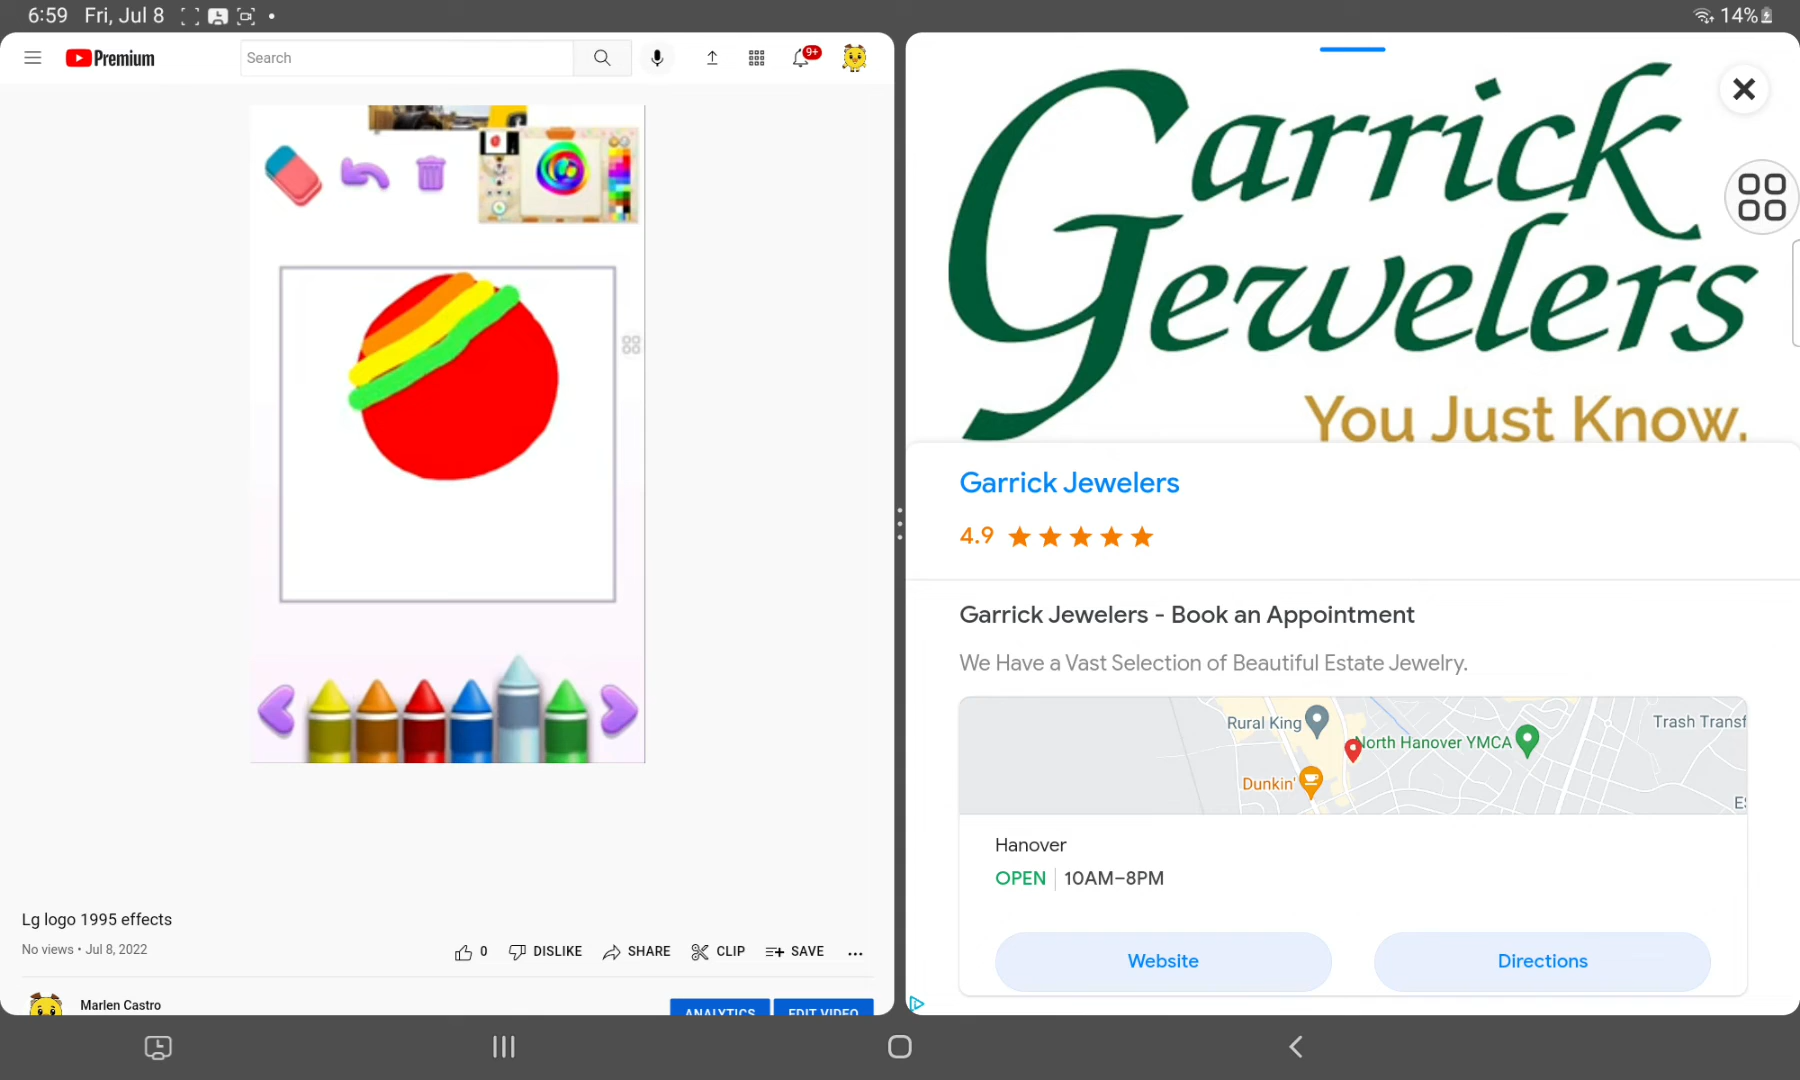 6:59 Fri, Jul 8
14%
Premium
Search
9+
Garrick
Gewelers
You Just Know.
Garrick Jewelers
4.9
Garrick Jewelers - Book an Appointment
We Have a Vast Selection of Beautiful Estate Jewelry.
Rural King
Trash Transf
North Hanover YMCA
Dunkin'
ES
Hanover
OPEN 10AM–8PM
Website
Directions
Lg logo 1995 effects
No views • Jul 8, 2022
0 DISLIKE SHARE CLIP SAVE
Marlen Castro
ANALYTICS EDIT VIDEO